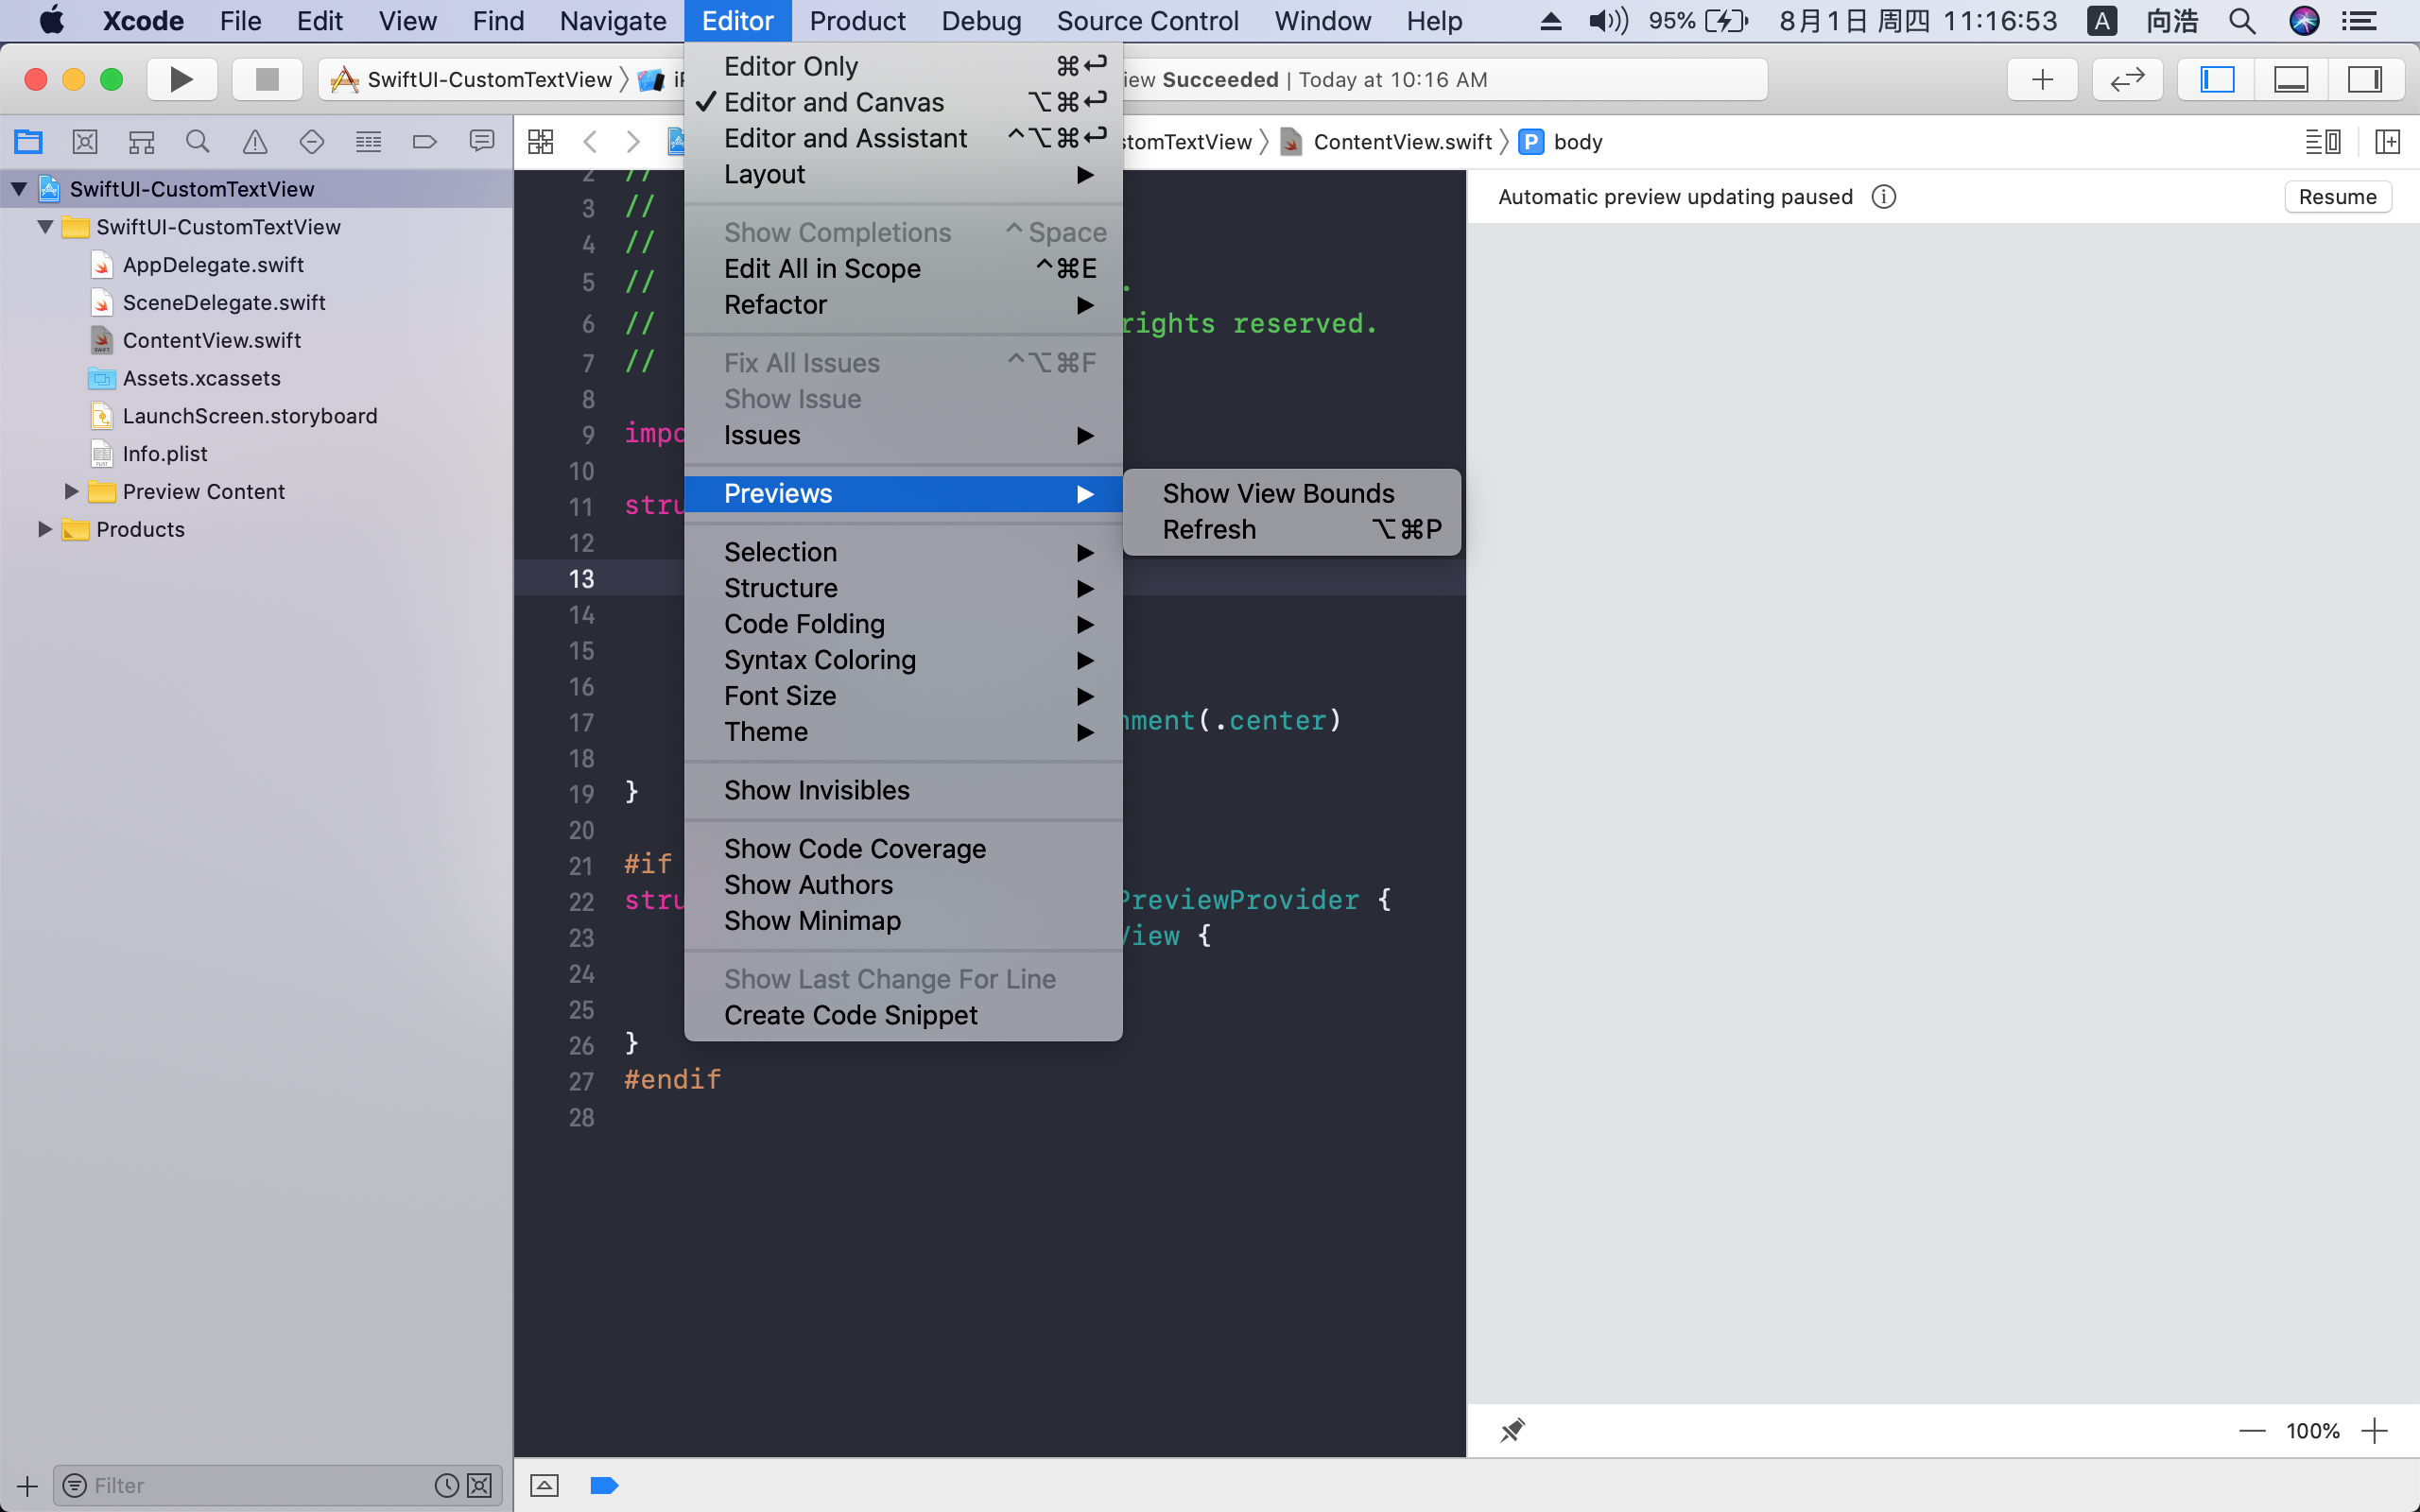 Xcode File Edit View Find Navigate Editor Product Debug Source Control Window Help 95% 8月1日 周四 11:16:53 A 向浩
SwiftUI-CustomTextView
Succeeded | Today at 10:16 AM
stomTextView ContentView.swift P body
Automatic preview updating paused Resume
SwiftUI-CustomTextView
SwiftUI-CustomTextView
AppDelegate.swift
SceneDelegate.swift
ContentView.swift
Assets.xcassets
LaunchScreen.storyboard
Info.plist
Preview Content
Products
Filter
Editor Only ⌘↩
✓ Editor and Canvas ⌥⌘↩
Editor and Assistant ^⌥⌘↩
Layout ▶
Show Completions ^Space
Edit All in Scope ^⌘E
Refactor ▶
Fix All Issues ^⌥⌘F
Show Issue
Issues ▶
Previews ▶
Selection ▶
Structure ▶
Code Folding ▶
Syntax Coloring ▶
Font Size ▶
Theme ▶
Show Invisibles
Show Code Coverage
Show Authors
Show Minimap
Show Last Change For Line
Create Code Snippet
Show View Bounds
Refresh ⌥⌘P
2 //
3 //
4 //
5 // .
6 // rights reserved.
7 //
8
9 impo
10
11 stru
12
13
14
15
16
17 nment(.center)
18
19 }
20
21 #if
22 stru PreviewProvider {
23 View {
24
25
26 }
27 #endif
28
100%